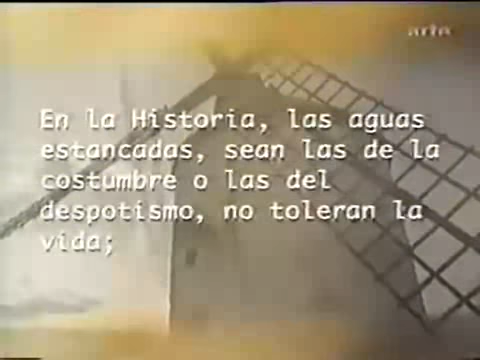 arte
En la Historia, las aguas
estancadas, sean las de la
costumbre o las del
despotismo, no toleran la
vida;